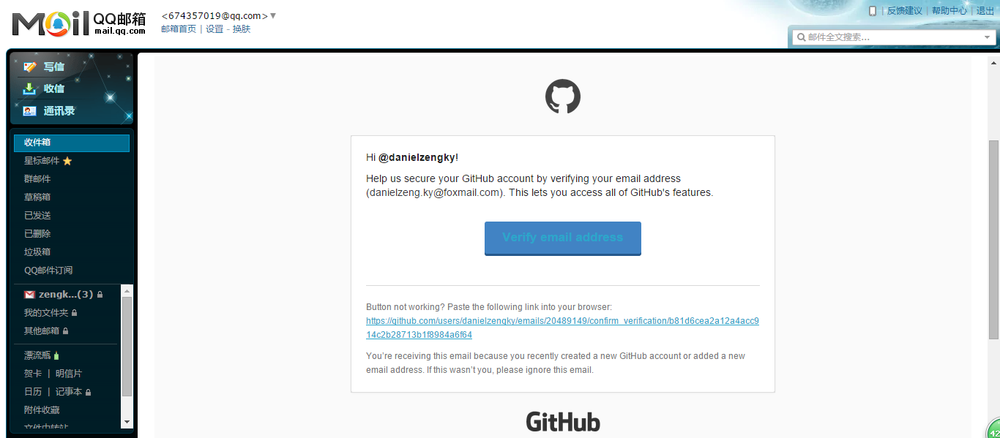 MOil QQ邮箱
mail.qq.com
<674357019@qq.com>
邮箱首页 | 设置 - 换肤
反馈建议 | 帮助中心 | 退出
邮件全文搜索...
写信
收信
通讯录
收件箱
星标邮件
群邮件
草稿箱
已发送
已删除
垃圾箱
QQ邮件订阅
zengk...(3)
我的文件夹
其他邮箱
漂流瓶
贺卡 | 明信片
日历 | 记事本
附件收藏
文件中转站
Hi @danielzengky!
Help us secure your GitHub account by verifying your email address
(danielzeng.ky@foxmail.com). This lets you access all of GitHub's features.
Verify email address
Button not working? Paste the following link into your browser:
https://github.com/users/danielzengky/emails/20489149/confirm_verification/b81d6cea2a12a4acc9
14c2b28713b1f8984a6f64
You’re receiving this email because you recently created a new GitHub account or added a new
email address. If this wasn’t you, please ignore this email.
GitHub
42